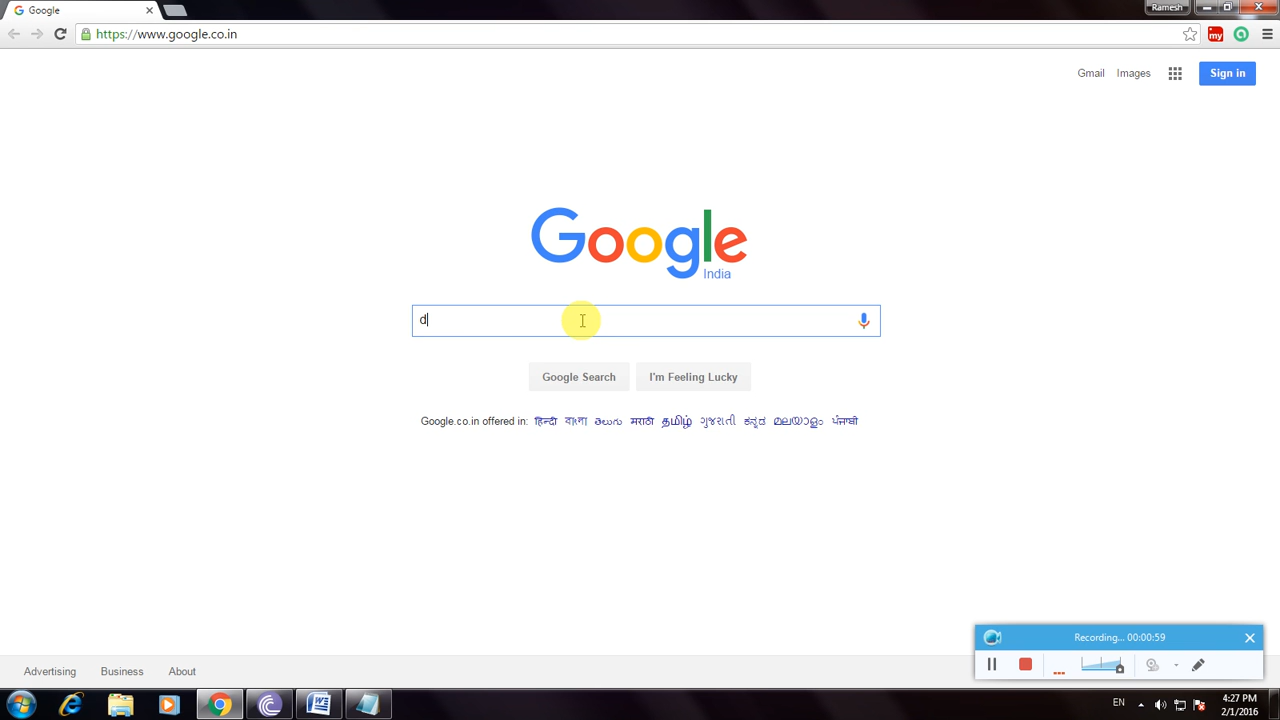 Google
Ramesh
https://www.google.co.in
my
Gmail Images Sign in
Google
India
d
Google Search I'm Feeling Lucky
Google.co.in offered in: हिन्दी বাংলা తెలుగు मराठी தமிழ் ગુજરાતી ಕನ್ನಡ മലയാളം ਪੰਜਾਬੀ
Recording... 00:00:59
Advertising Business About
EN 4:27 PM
2/1/2016